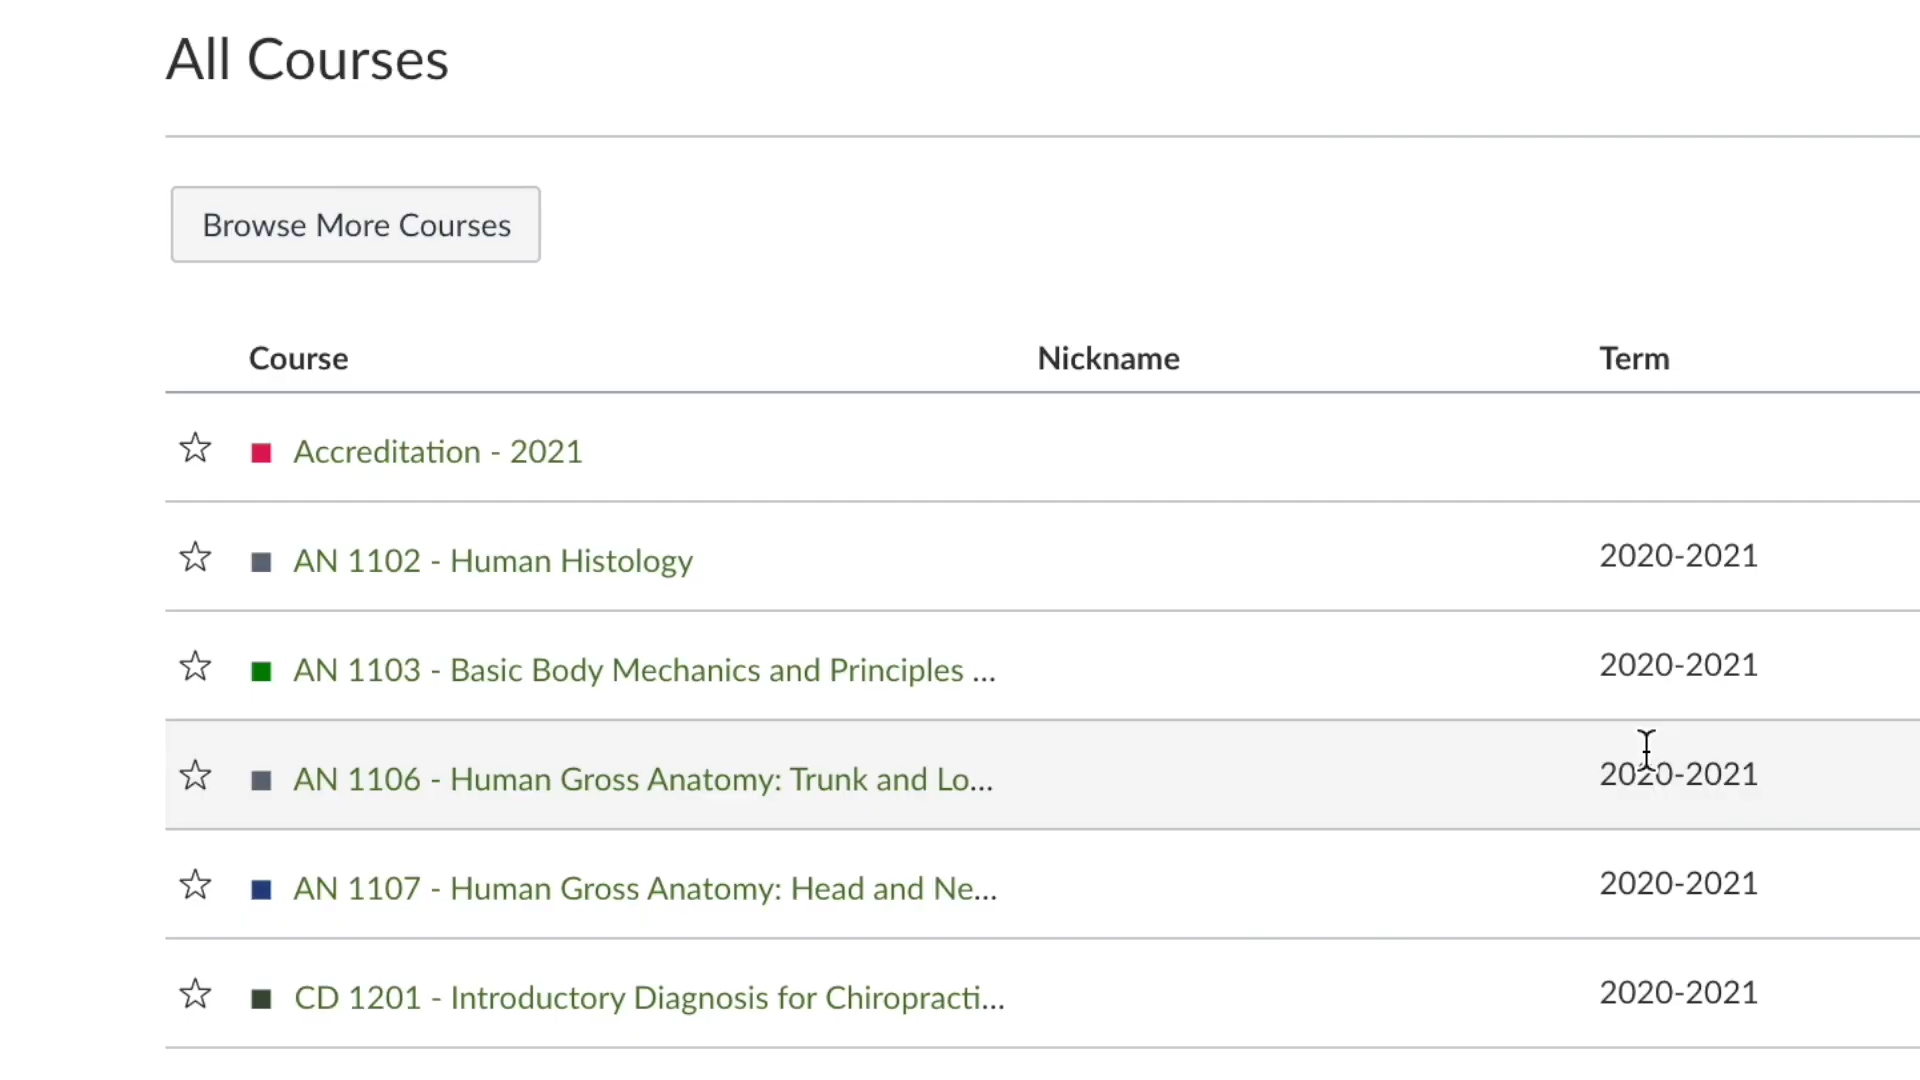 All Courses
Browse More Courses
Course Nickname Term
Accreditation - 2021
AN 1102 - Human Histology 2020-2021
AN 1103 - Basic Body Mechanics and Principles ... 2020-2021
AN 1106 - Human Gross Anatomy: Trunk and Lo... 2020-2021
AN 1107 - Human Gross Anatomy: Head and Ne... 2020-2021
CD 1201 - Introductory Diagnosis for Chiropracti... 2020-2021